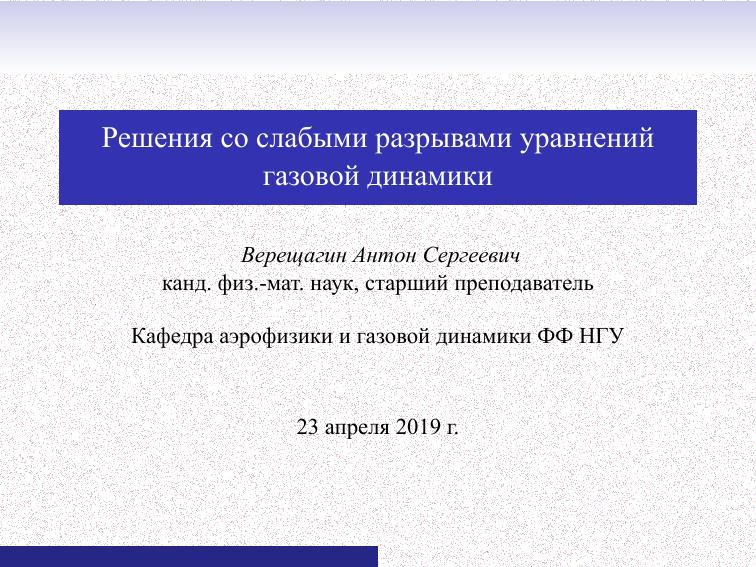 Решения со слабыми разрывами уравнений
газовой динамики
Верещагин Антон Сергеевич
канд. физ.-мат. наук, старший преподаватель
Кафедра аэрофизики и газовой динамики ФФ НГУ
23 апреля 2019 г.